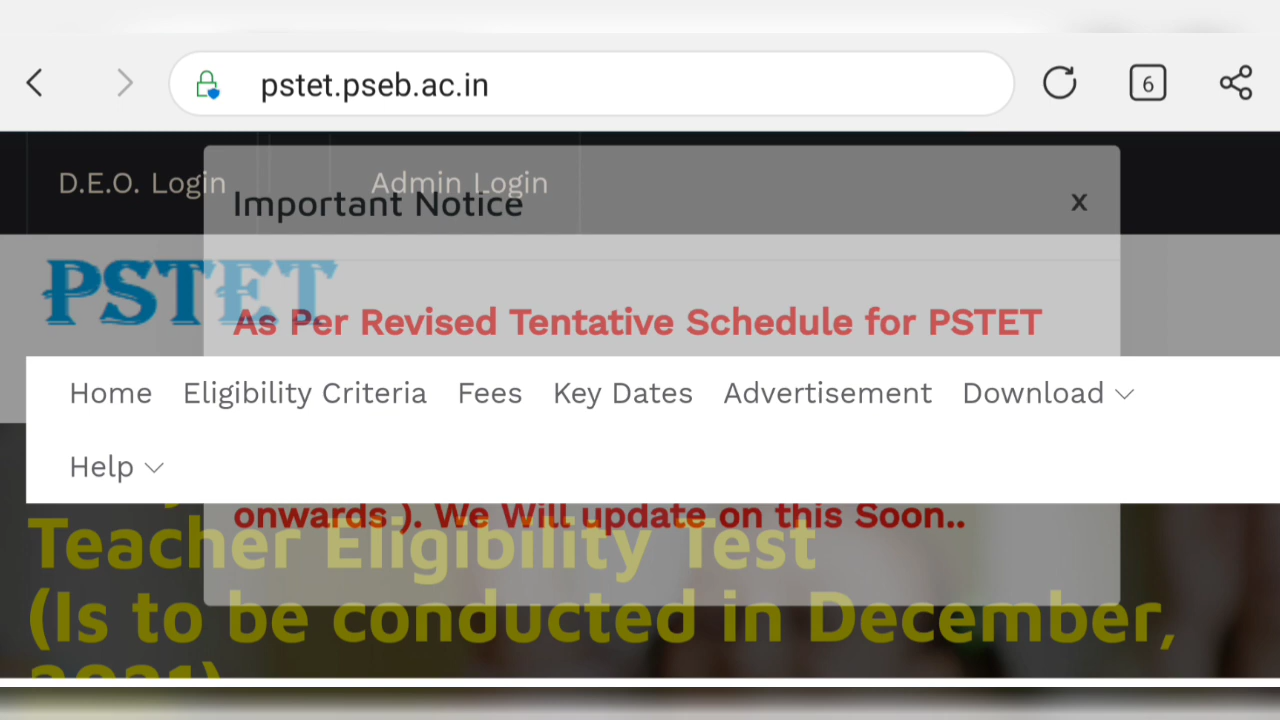 pstet.pseb.ac.in
6
D.E.O. Login
Admin Login
Important Notice
x
PSTET
As Per Revised Tentative Schedule for PSTET
Home Eligibility Criteria Fees Key Dates Advertisement Download
Help
onwards ). We Will update on this Soon..
Teacher Eligibility Test
(Is to be conducted in December,
2021)